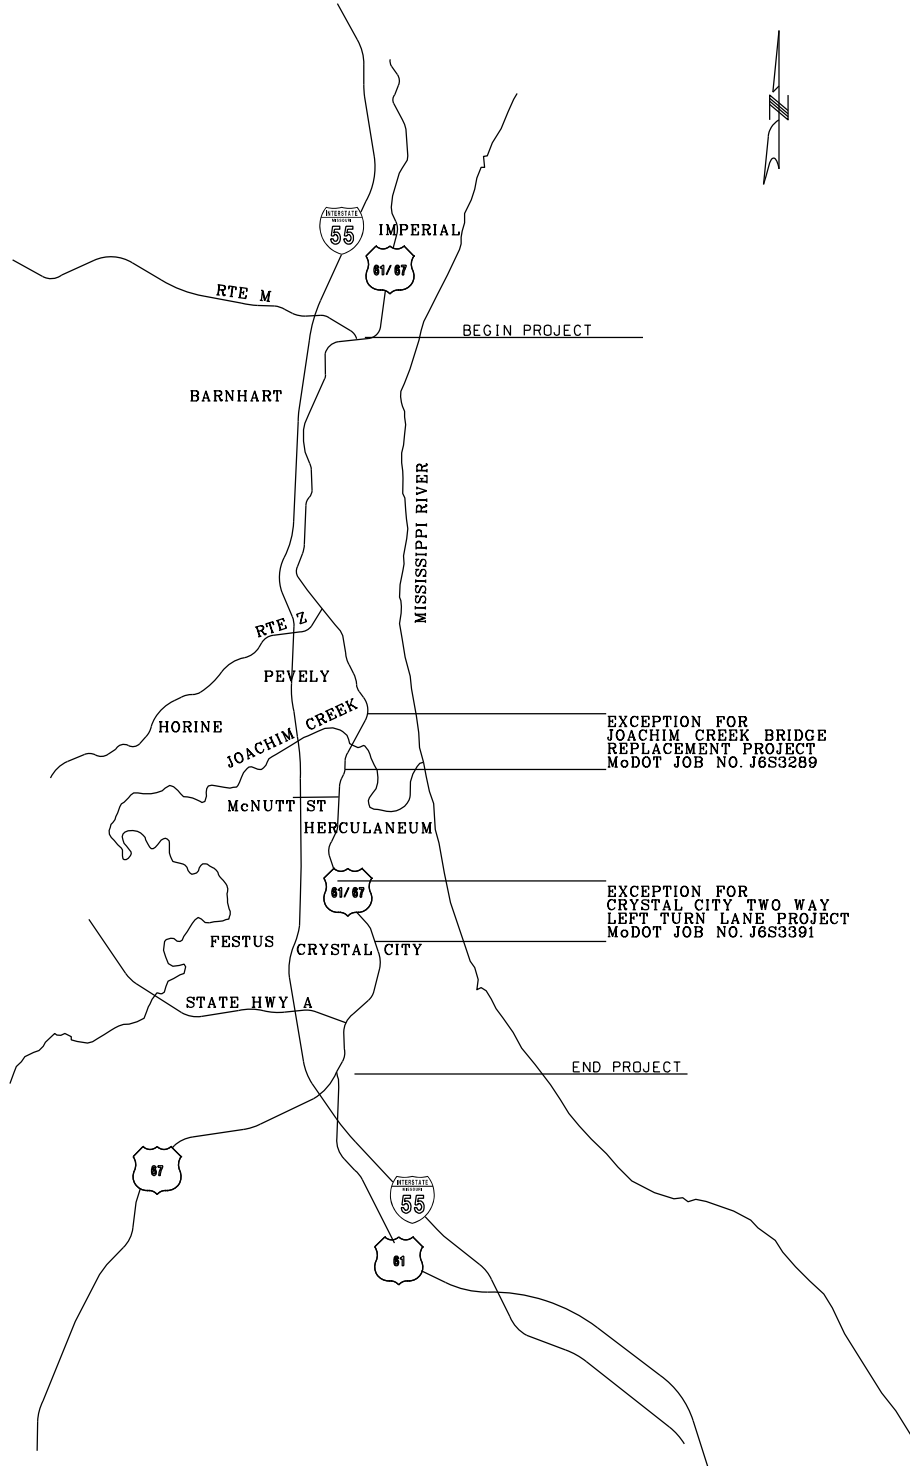 N
INTERSTATE
MISSOURI
55
IMPERIAL
61/67
RTE M
BEGIN PROJECT
BARNHART
MISSISSIPPI RIVER
RTE Z
PEVELY
HORINE
JOACHIM CREEK
EXCEPTION FOR
JOACHIM CREEK BRIDGE
REPLACEMENT PROJECT
MoDOT JOB NO. J6S3289
McNUTT ST
HERCULANEUM
61/67
EXCEPTION FOR
CRYSTAL CITY TWO WAY
LEFT TURN LANE PROJECT
MoDOT JOB NO. J6S3391
FESTUS
CRYSTAL CITY
STATE HWY A
END PROJECT
67
INTERSTATE
MISSOURI
55
61